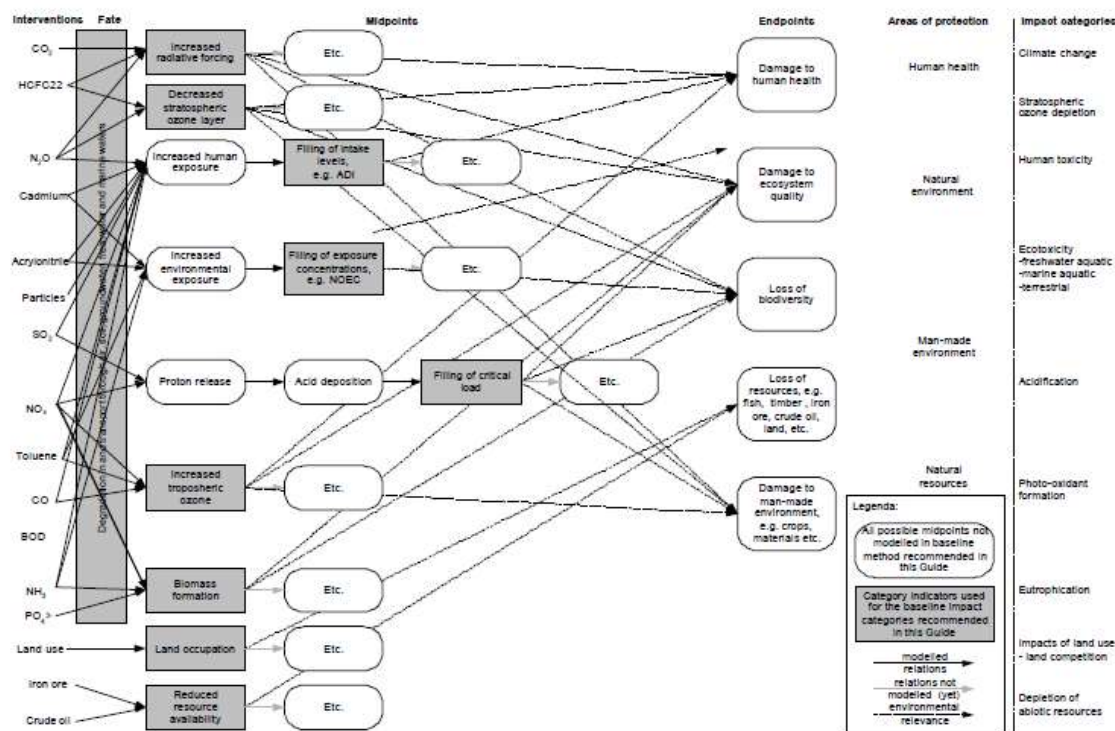 Interventions
Fate
Midpoints
Endpoints
Areas of protection
Impact categories
CO₂
HCFC22
N₂O
Cadmium
Acrylonitrile
Particles
SO₂
NOₓ
Toluene
CO
BOD
NH₃
PO₄>
Land use
Iron ore
Crude oil
Increased
radiative forcing
Etc.
Decreased
stratospheric
ozone layer
Etc.
Increased human
exposure
Filling of intake
levels,
e.g. ADI
Etc.
Increased
environmental
exposure
Filling of exposure
concentrations,
e.g. NOEC
Etc.
Proton release
Acid deposition
Filling of critical
load
Etc.
Increased
tropospheric
ozone
Etc.
Biomass
formation
Etc.
Land occupation
Etc.
Reduced
resource
availability
Etc.
Damage to
human health
Damage to
ecosystem
quality
Loss of
biodiversity
Loss of
resources, e.g.
fish, timber , iron
ore, crude oil,
land, etc.
Damage to
man-made
environment,
e.g. crops,
materials etc.
Human health
Natural
environment
Man-made
environment
Natural
resources
Climate change
Stratospheric
ozone depletion
Human toxicity
Ecotoxicity
-freshwater aquatic
-marine aquatic
-terrestrial
Acidification
Photo-oxidant
formation
Eutrophication
Impacts of land use
- land competition
Depletion of
abiotic resources
Legenda:
All possible midpoints not
modelled in baseline
method recommended in
this Guide
Category indicators used
for the baseline impact
categories recommended
in this Guide
modelled
relations
relations not
modelled (yet)
environmental
relevance